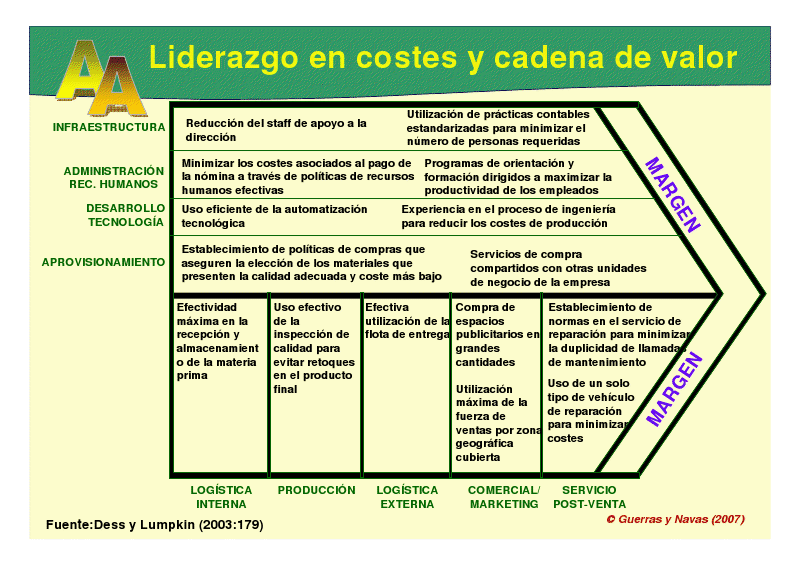 Liderazgo en costes y cadena de valor
AA
INFRAESTRUCTURA
Reducción del staff de apoyo a la
dirección
Utilización de prácticas contables
estandarizadas para minimizar el
número de personas requeridas
ADMINISTRACIÓN
REC. HUMANOS
Minimizar los costes asociados al pago de
la nómina a través de políticas de recursos
humanos efectivas
Programas de orientación y
formación dirigidos a maximizar la
productividad de los empleados
DESARROLLO
TECNOLOGÍA
Uso eficiente de la automatización
tecnológica
Experiencia en el proceso de ingeniería
para reducir los costes de producción
APROVISIONAMIENTO
Establecimiento de políticas de compras que
aseguren la elección de los materiales que
presenten la calidad adecuada y coste más bajo
Servicios de compra
compartidos con otras unidades
de negocio de la empresa
MARGEN
Efectividad
máxima en la
recepción y
almacenamient
o de la materia
prima
Uso efectivo
de la
inspección de
calidad para
evitar retoques
en el producto
final
Efectiva
utilización de la
flota de entrega
Compra de
espacios
publicitarios en
grandes
cantidades
Utilización
máxima de la
fuerza de
ventas por zona
geográfica
cubierta
Establecimiento de
normas en el servicio de
reparación para minimizar
la duplicidad de llamadas
de mantenimiento
Uso de un solo
tipo de vehículo
de reparación
para minimizar
costes
MARGEN
LOGÍSTICA
INTERNA
PRODUCCIÓN
LOGÍSTICA
EXTERNA
COMERCIAL/
MARKETING
SERVICIO
POST-VENTA
Fuente:Dess y Lumpkin (2003:179)
© Guerras y Navas (2007)